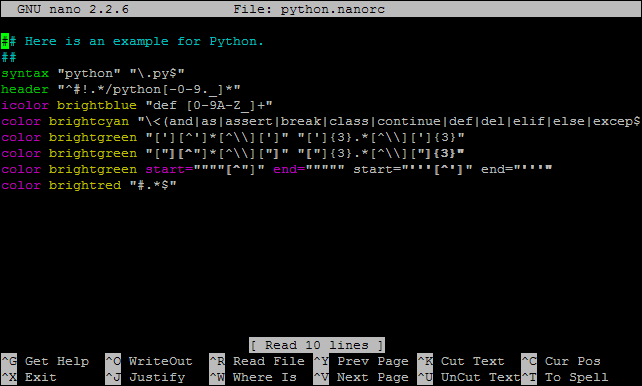 GNU nano 2.2.6 File: python.nanorc
## Here is an example for Python.
##
syntax "python" "\.py$"
header "^#!.*/python[-0-9._]*"
icolor brightblue "def [0-9A-Z_]+"
color brightcyan "\<(and|as|assert|break|class|continue|def|del|elif|else|excep$
color brightgreen "['][^']*[^\\][']" "[']{3}.*[^\\][']{3}"
color brightgreen "["][^"]*[^\\]["]" "["]{3}.*[^\\]["]{3}"
color brightgreen start=""""[^"]" end=""""" start="'''[^']" end="'''"
color brightred "#.*$"
[ Read 10 lines ]
^G Get Help ^O WriteOut ^R Read File ^Y Prev Page ^K Cut Text ^C Cur Pos
^X Exit ^J Justify ^W Where Is ^V Next Page ^U UnCut Text ^T To Spell